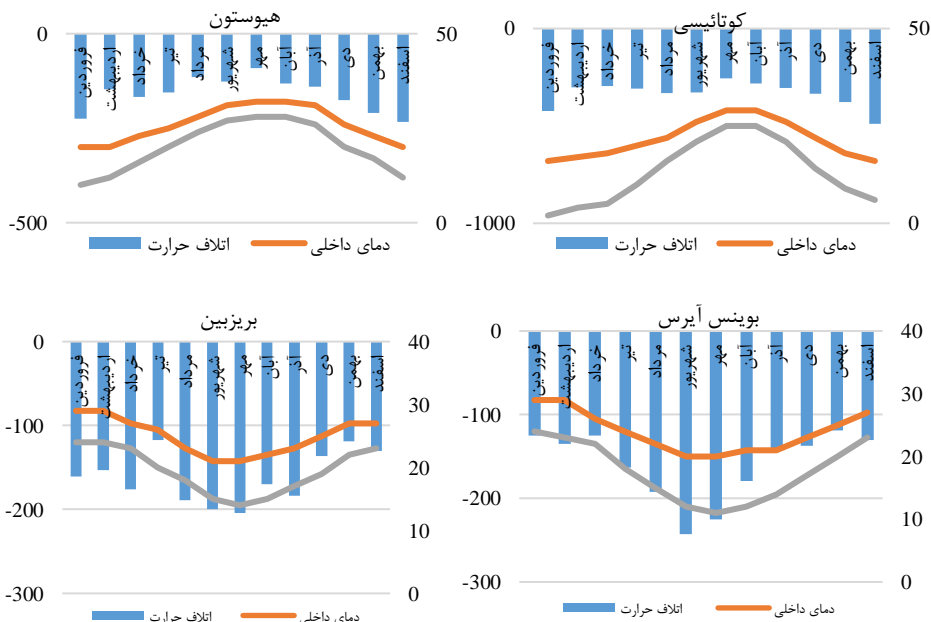 هیوستون
0
50
فروردین
اردیبهشت
خرداد
تیر
مرداد
شهریور
مهر
آبان
آذر
دی
بهمن
اسفند
-500
0
اتلاف حرارت
دمای داخلی
کوتائیسی
0
50
فروردین
اردیبهشت
خرداد
تیر
مرداد
شهریور
مهر
آبان
آذر
دی
بهمن
اسفند
-1000
0
اتلاف حرارت
دمای داخلی
بریزبین
0
-100
-200
-300
40
30
20
10
0
فروردین
اردیبهشت
خرداد
تیر
مرداد
شهریور
مهر
آبان
آذر
دی
بهمن
اسفند
اتلاف حرارت
دمای داخلی
بوینس آیرس
0
-100
-200
-300
40
30
20
10
0
فروردین
اردیبهشت
خرداد
تیر
مرداد
شهریور
مهر
آبان
آذر
دی
بهمن
اسفند
اتلاف حرارت
دمای داخلی